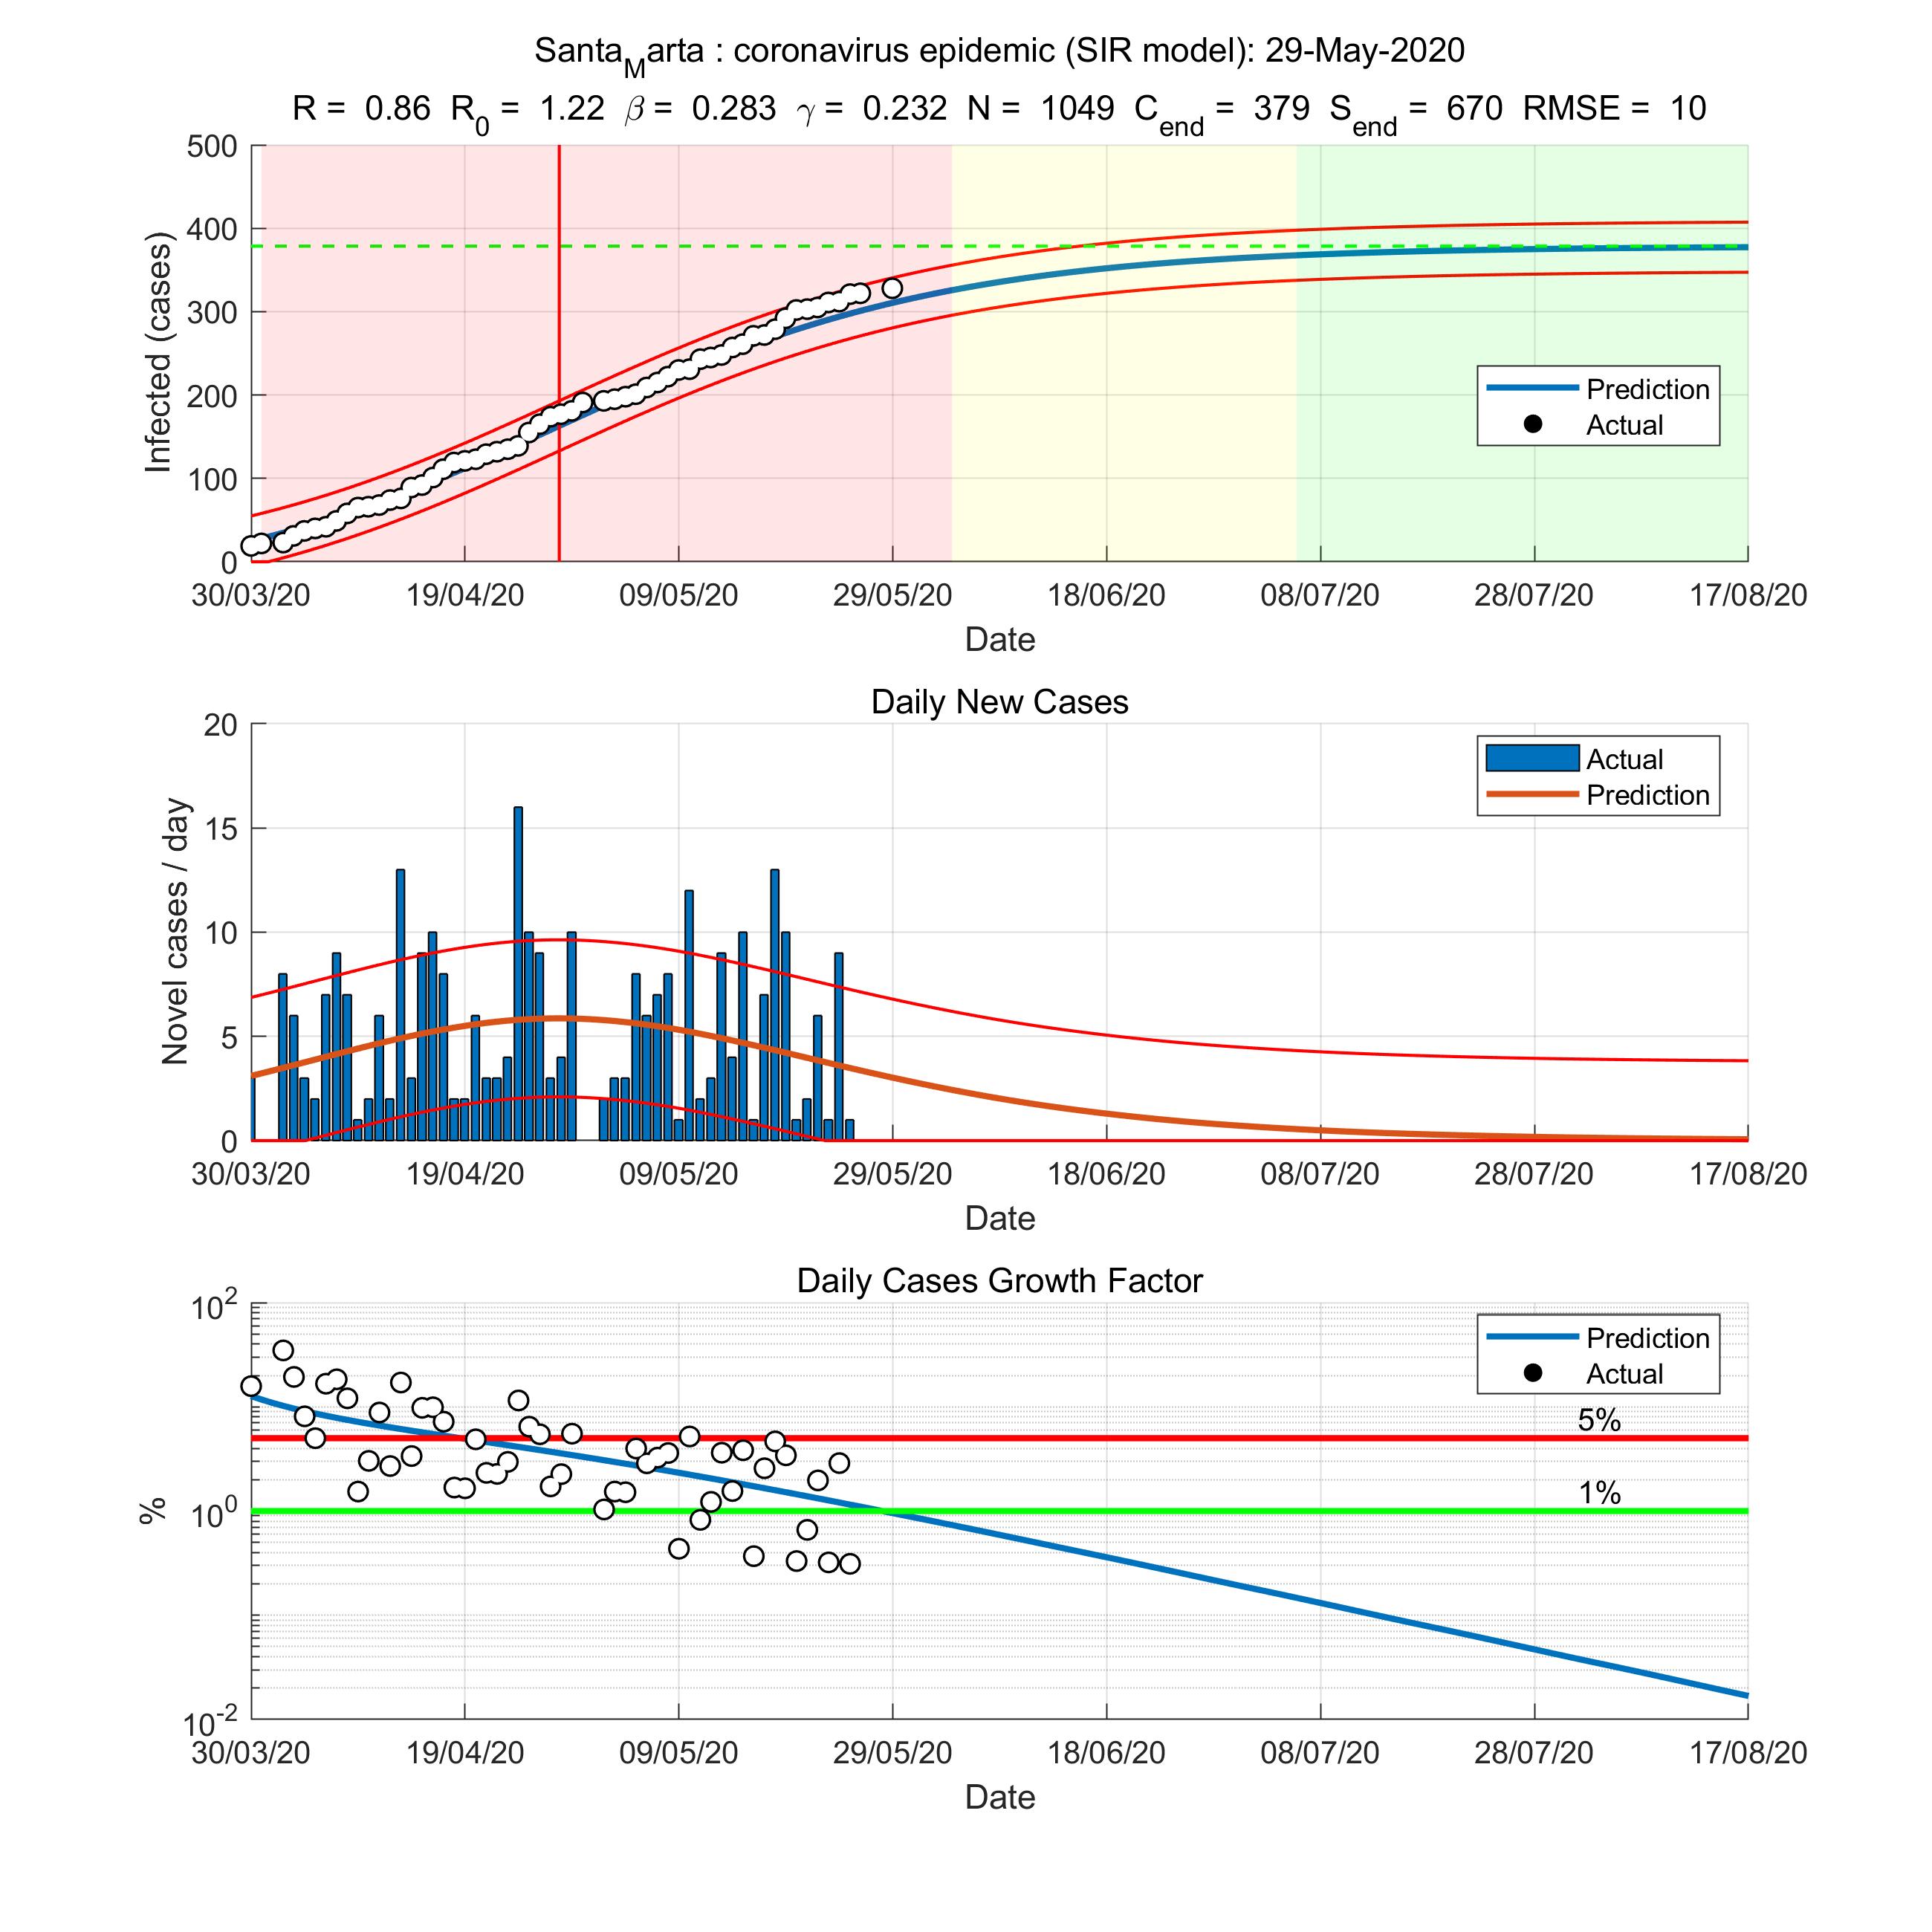 Santa_Marta : coronavirus epidemic (SIR model): 29-May-2020
R = 0.86 R_0 = 1.22 β = 0.283 γ = 0.232 N = 1049 C_end = 379 S_end = 670 RMSE = 10
500
400
300
200
100
0
Infected (cases)
Prediction
Actual
30/03/20 19/04/20 09/05/20 29/05/20 18/06/20 08/07/20 28/07/20 17/08/20
Date
Daily New Cases
20
15
10
5
0
Novel cases / day
Actual
Prediction
30/03/20 19/04/20 09/05/20 29/05/20 18/06/20 08/07/20 28/07/20 17/08/20
Date
Daily Cases Growth Factor
10^2
10^0
10^-2
%
Prediction
Actual
5%
1%
30/03/20 19/04/20 09/05/20 29/05/20 18/06/20 08/07/20 28/07/20 17/08/20
Date